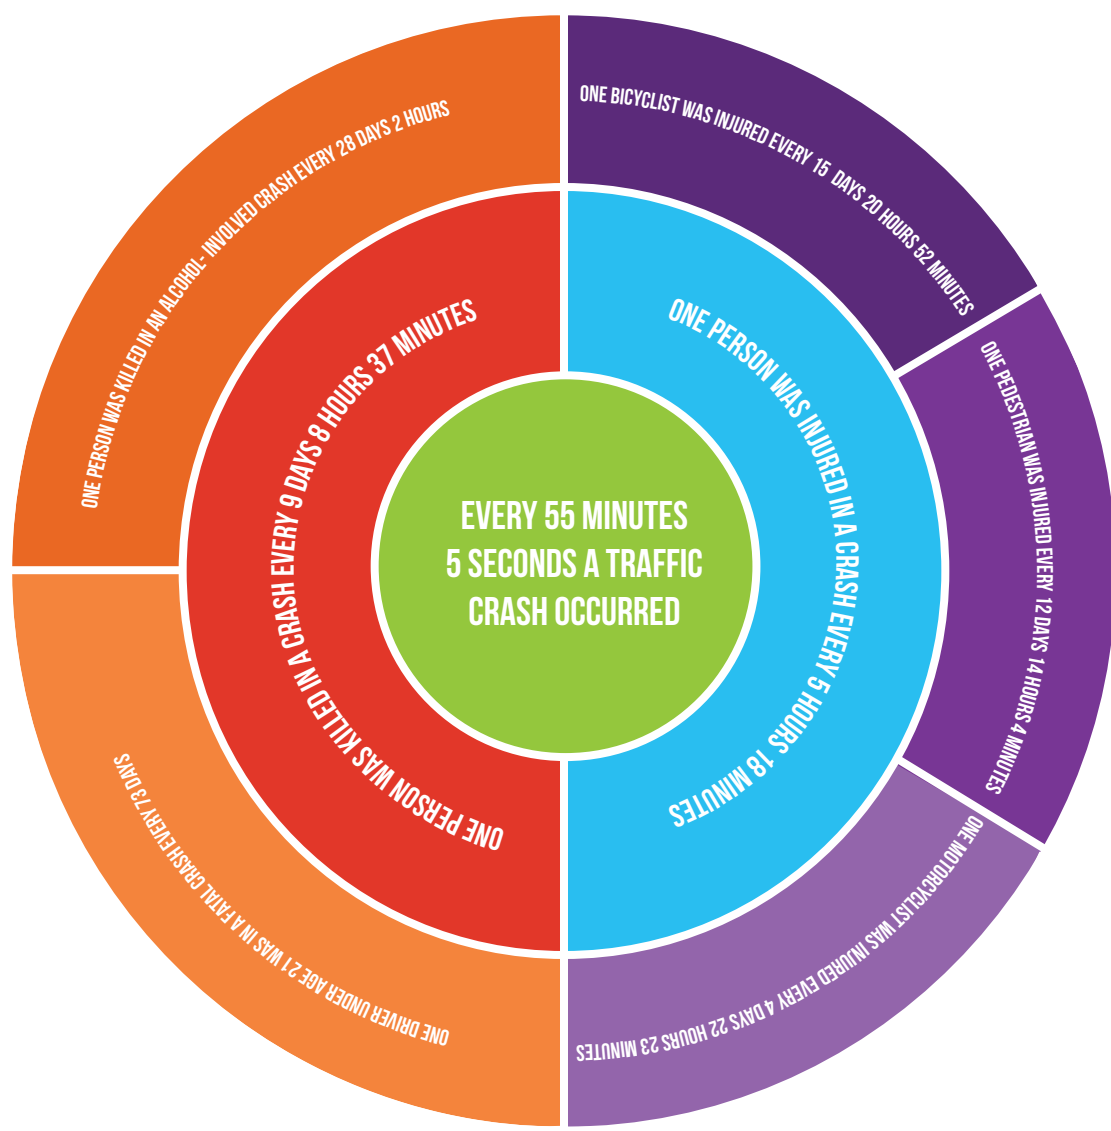 EVERY 55 MINUTES
5 SECONDS A TRAFFIC
CRASH OCCURRED
ONE PERSON WAS KILLED IN A CRASH EVERY 9 DAYS 8 HOURS 37 MINUTES
ONE PERSON WAS INJURED IN A CRASH EVERY 5 HOURS 18 MINUTES
ONE PERSON WAS KILLED IN AN ALCOHOL- INVOLVED CRASH EVERY 28 DAYS 2 HOURS
ONE DRIVER UNDER AGE 21 WAS IN A FATAL CRASH EVERY 73 DAYS
ONE BICYCLIST WAS INJURED EVERY 15 DAYS 20 HOURS 52 MINUTES
ONE PEDESTRIAN WAS INJURED EVERY 12 DAYS 14 HOURS 4 MINUTES
ONE MOTORCYCLIST WAS INJURED EVERY 4 DAYS 22 HOURS 23 MINUTES